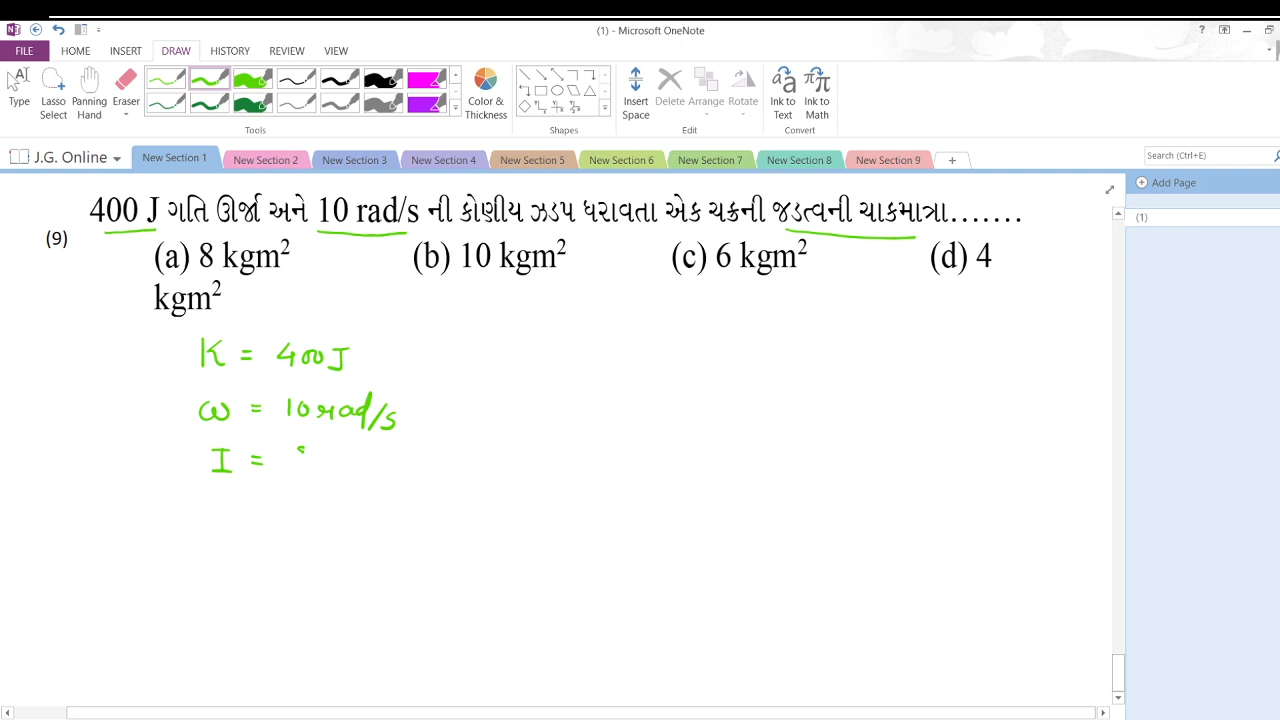 (1) - Microsoft OneNote
?
FILE HOME INSERT DRAW HISTORY REVIEW VIEW
Type Lasso Select Panning Hand Eraser Color & Thickness Insert Space Delete Arrange Rotate Ink to Text Ink to Math
Tools Shapes Edit Convert
J.G. Online New Section 1 New Section 2 New Section 3 New Section 4 New Section 5 New Section 6 New Section 7 New Section 8 New Section 9 Search (Ctrl+E)
Add Page
(1)
400 J ગતિ ઊર્જા અને 10 rad/s ની કોણીય ઝડપ ધરાવતા એક ચક્રની જડત્વની ચાકમાત્રા.......
(9)
(a) 8 kgm² (b) 10 kgm² (c) 6 kgm² (d) 4
kgm²
K = 400J
ω = 10 rad/s
I =